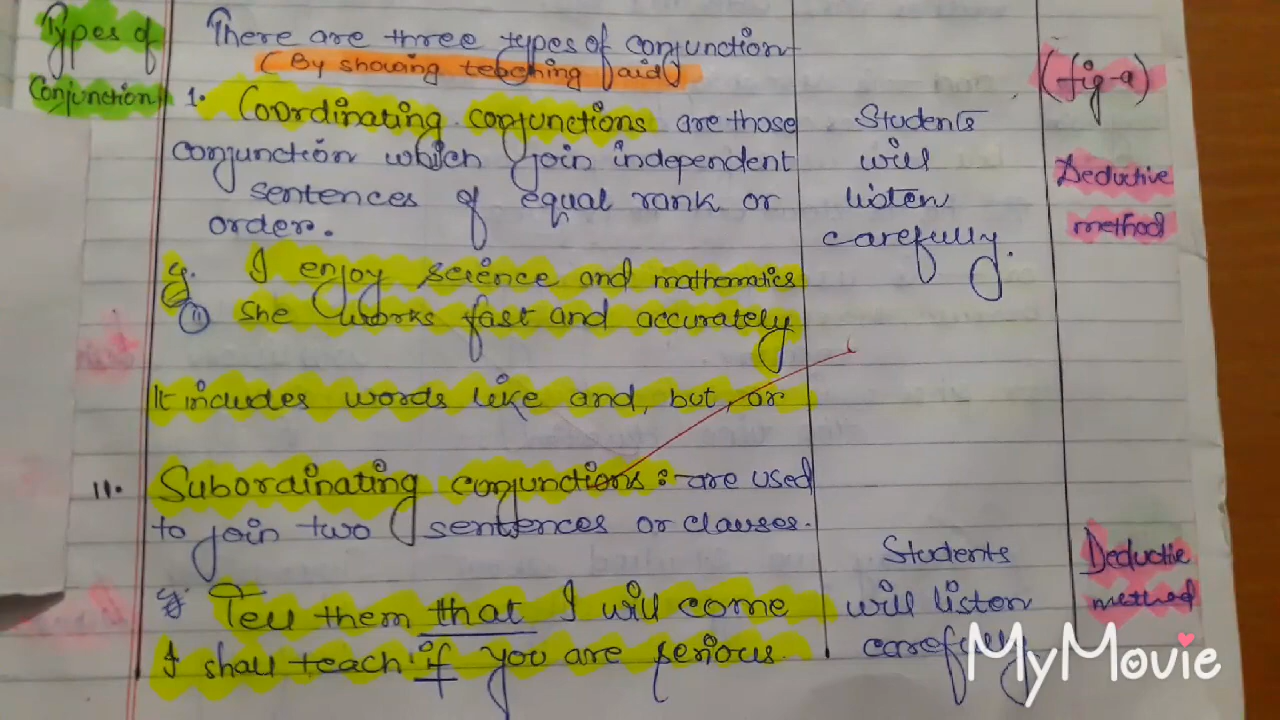 Types of
Conjunction
There are three types of conjunction
(By showing teaching aid)
1. Coordinating conjunctions are those
conjunction which join independent
sentences of equal rank or
order.
eg. I enjoy science and mathematics
(ii) She works fast and accurately
It includes words like and, but, or
11. Subordinating conjunctions :- are used
to join two sentences or clauses.
eg Tell them that I will come
I shall teach if you are serious.
Students
will
listen
carefully.
Students
will listen
carefully
(fig-a)
Deductive
method
Deductie
method
MyMovie